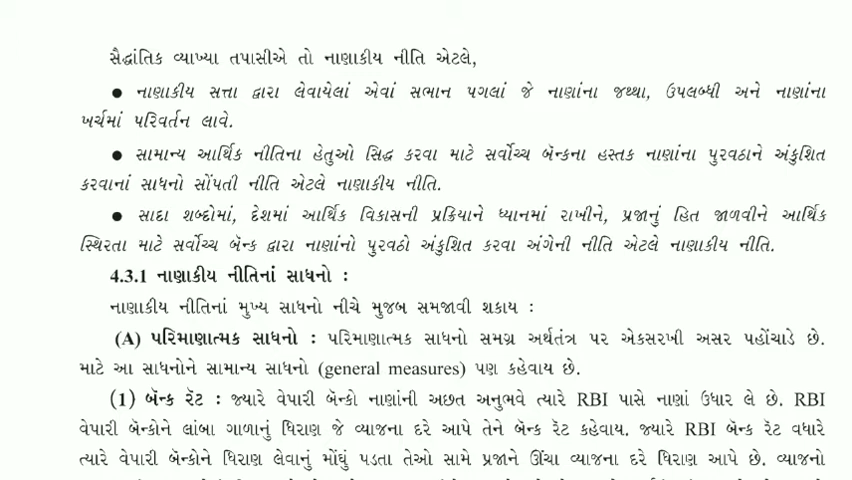 સૈદ્ધાંતિક વ્યાખ્યા તપાસીએ તો નાણાકીય નીતિ એટલે,
● નાણાકીય સત્તા દ્વારા લેવાયેલાં એવાં સભાન પગલાં જે નાણાંના જથ્થા, ઉપલબ્ધી અને નાણાંના
ખર્ચમાં પરિવર્તન લાવે.
● સામાન્ય આર્થિક નીતિના હેતુઓ સિદ્ધ કરવા માટે સર્વોચ્ચ બૅન્કના હસ્તક નાણાંના પુરવઠાને અંકુશિત
કરવાનાં સાધનો સોંપતી નીતિ એટલે નાણાકીય નીતિ.
● સાદા શબ્દોમાં, દેશમાં આર્થિક વિકાસની પ્રક્રિયાને ધ્યાનમાં રાખીને, પ્રજાનું હિત જાળવીને આર્થિક
સ્થિરતા માટે સર્વોચ્ચ બૅન્ક દ્વારા નાણાંનો પુરવઠો અંકુશિત કરવા અંગેની નીતિ એટલે નાણાકીય નીતિ.
4.3.1 નાણાકીય નીતિનાં સાધનો :
નાણાકીય નીતિનાં મુખ્ય સાધનો નીચે મુજબ સમજાવી શકાય :
(A) પરિમાણાત્મક સાધનો : પરિમાણાત્મક સાધનો સમગ્ર અર્થતંત્ર પર એકસરખી અસર પહોંચાડે છે.
માટે આ સાધનોને સામાન્ય સાધનો (general measures) પણ કહેવાય છે.
(1) બૅન્ક રૅટ : જ્યારે વેપારી બૅન્કો નાણાંની અછત અનુભવે ત્યારે RBI પાસે નાણાં ઉધાર લે છે. RBI
વેપારી બૅન્કોને લાંબા ગાળાનું ધિરાણ જે વ્યાજના દરે આપે તેને બૅન્ક રૅટ કહેવાય. જ્યારે RBI બૅન્ક રૅટ વધારે
ત્યારે વેપારી બૅન્કોને ધિરાણ લેવાનું મોંઘું પડતા તેઓ સામે પ્રજાને ઊંચા વ્યાજના દરે ધિરાણ આપે છે. વ્યાજનો